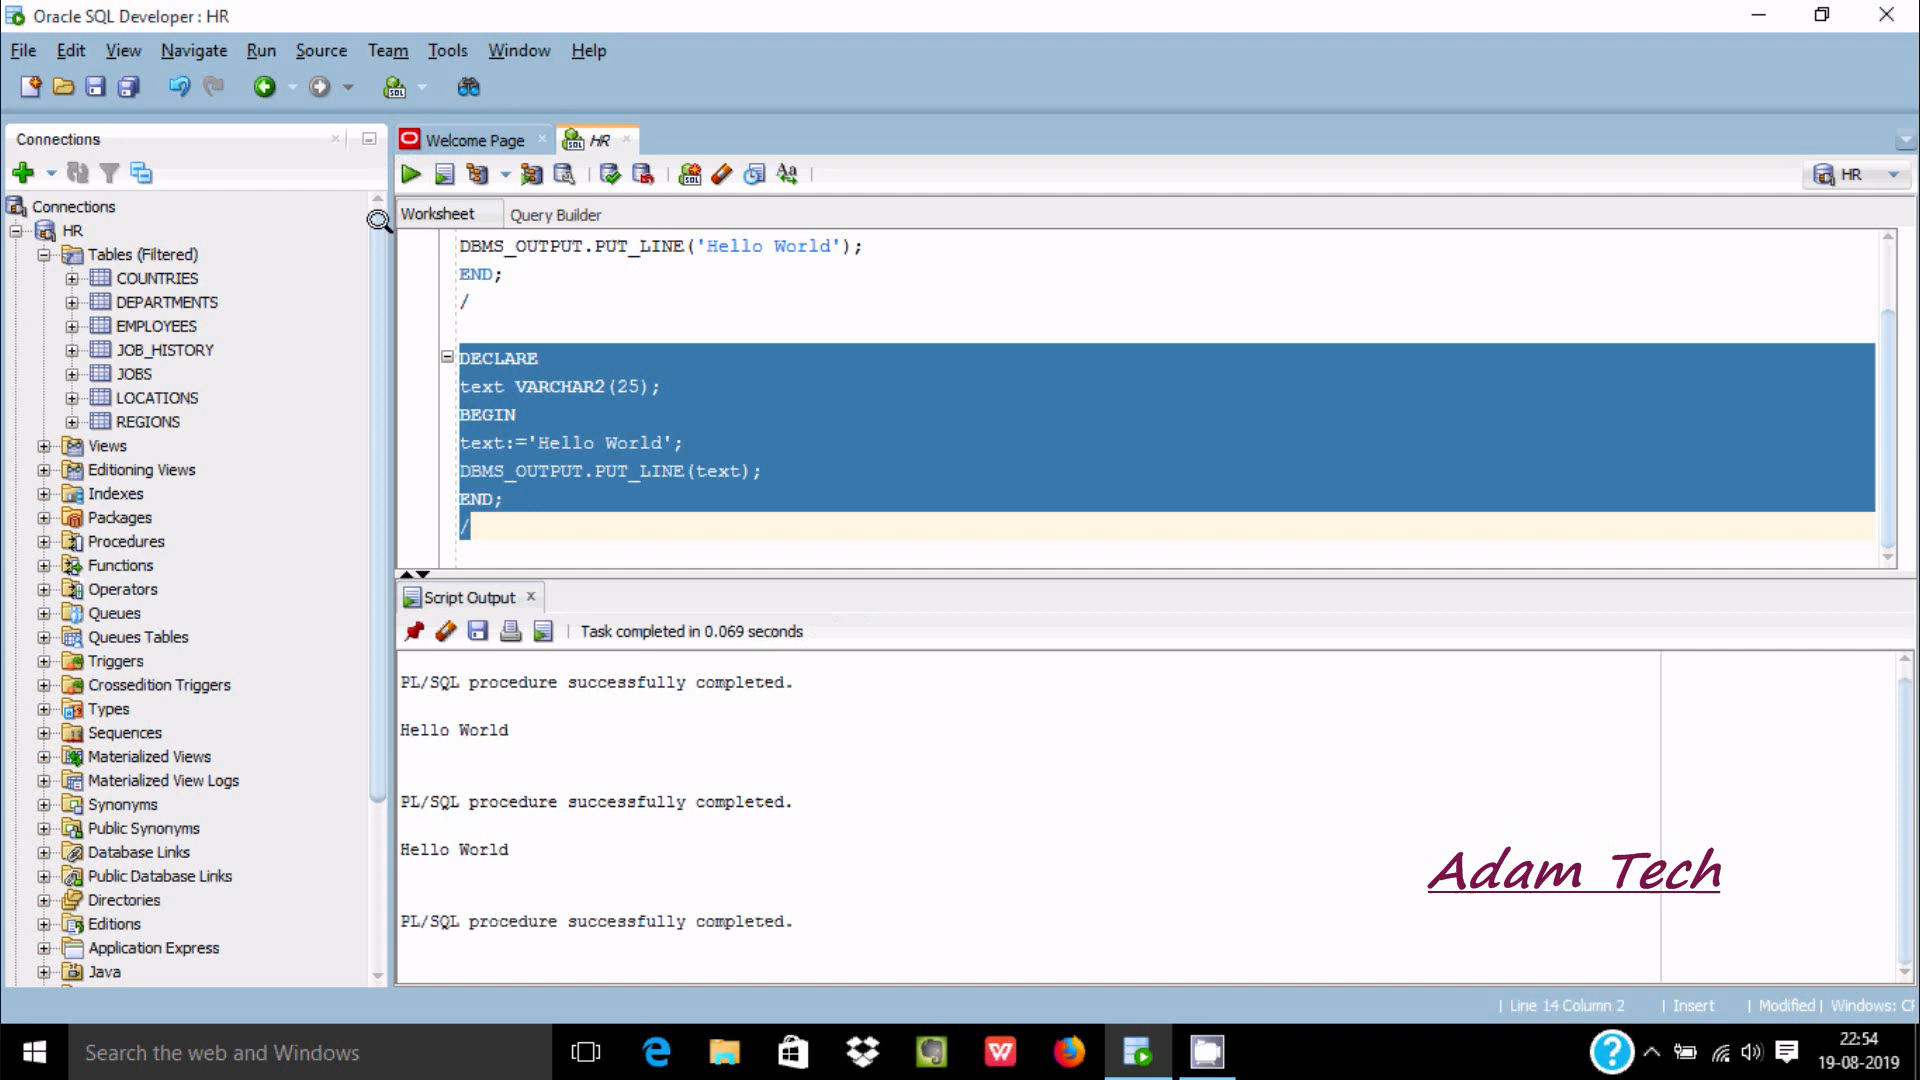 Oracle SQL Developer : HR
File Edit View Navigate Run Source Team Tools Window Help
Connections
Welcome Page
HR
HR
Worksheet
Query Builder
Connections
HR
Tables (Filtered)
COUNTRIES
DEPARTMENTS
EMPLOYEES
JOB_HISTORY
JOBS
LOCATIONS
REGIONS
Views
Editioning Views
Indexes
Packages
Procedures
Functions
Operators
Queues
Queues Tables
Triggers
Crossedition Triggers
Types
Sequences
Materialized Views
Materialized View Logs
Synonyms
Public Synonyms
Database Links
Public Database Links
Directories
Editions
Application Express
Java
DBMS_OUTPUT.PUT_LINE('Hello World');
END;
/
DECLARE
text VARCHAR2(25);
BEGIN
text:='Hello World';
DBMS_OUTPUT.PUT_LINE(text);
END;
/
Script Output
Task completed in 0.069 seconds
PL/SQL procedure successfully completed.
Hello World
PL/SQL procedure successfully completed.
Hello World
PL/SQL procedure successfully completed.
Adam Tech
Line 14 Column 2 | Insert | Modified | Windows: C
Search the web and Windows
22:54
19-08-2019